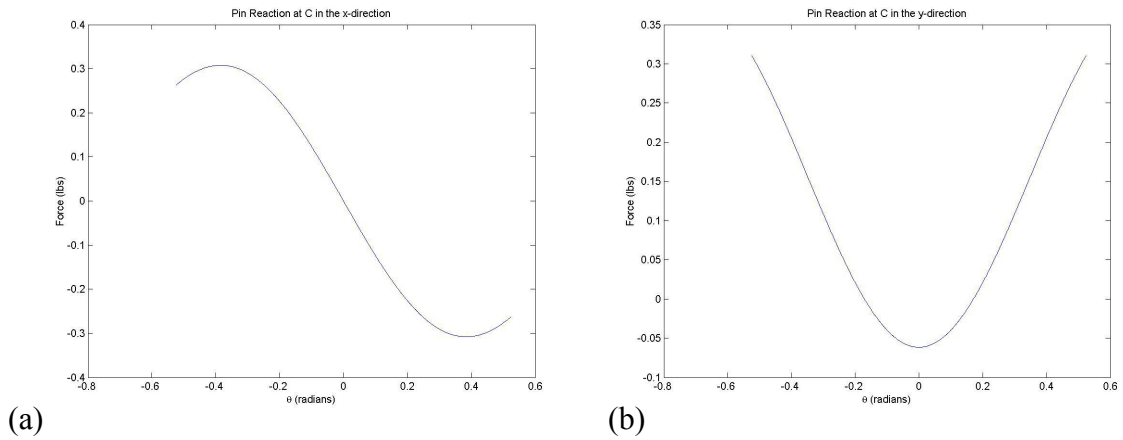 Pin Reaction at C in the x-direction
0.4
0.3
0.2
0.1
0
-0.1
-0.2
-0.3
-0.4
Force (lbs)
-0.8 -0.6 -0.4 -0.2 0 0.2 0.4 0.6
θ (radians)
(a)
Pin Reaction at C in the y-direction
0.35
0.3
0.25
0.2
0.15
0.1
0.05
0
-0.05
-0.1
Force (lbs)
-0.8 -0.6 -0.4 -0.2 0 0.2 0.4 0.6 0.8
θ (radians)
(b)